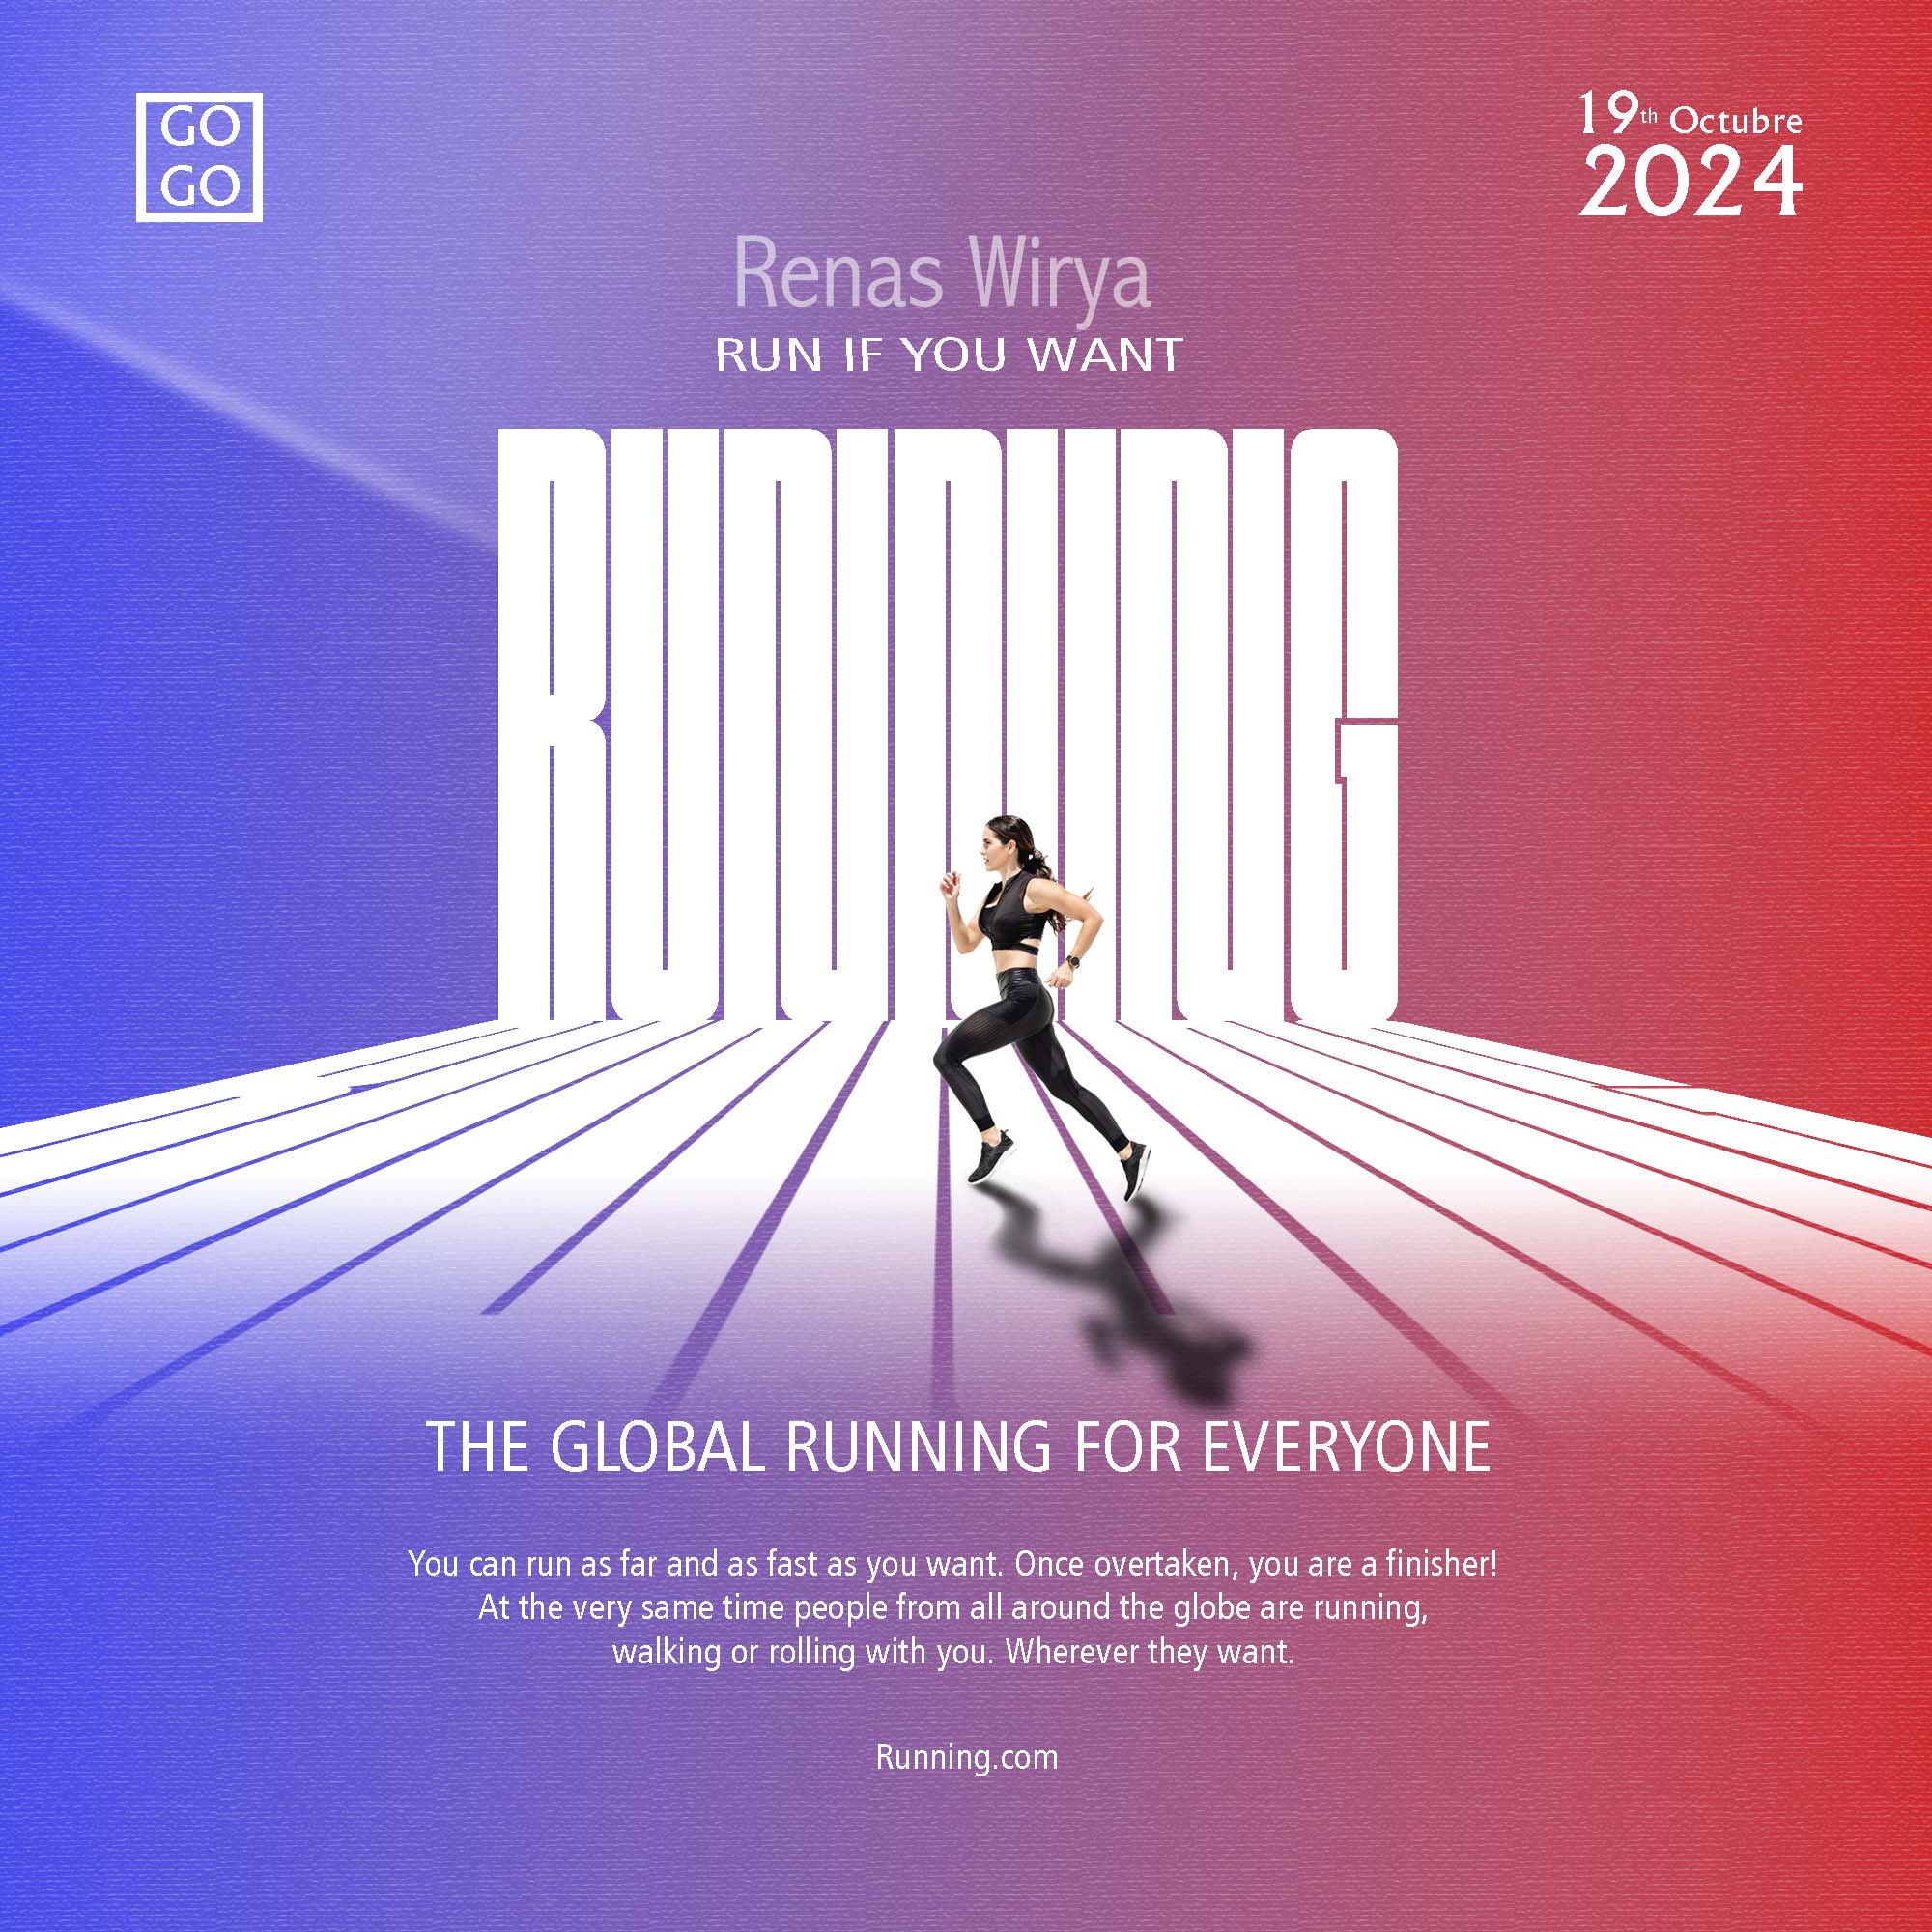 GO
GO
19th Octubre
2024
Renas Wirya
RUN IF YOU WANT
RUNNING
THE GLOBAL RUNNING FOR EVERYONE
You can run as far and as fast as you want. Once overtaken, you are a finisher!
At the very same time people from all around the globe are running,
walking or rolling with you. Wherever they want.
Running.com